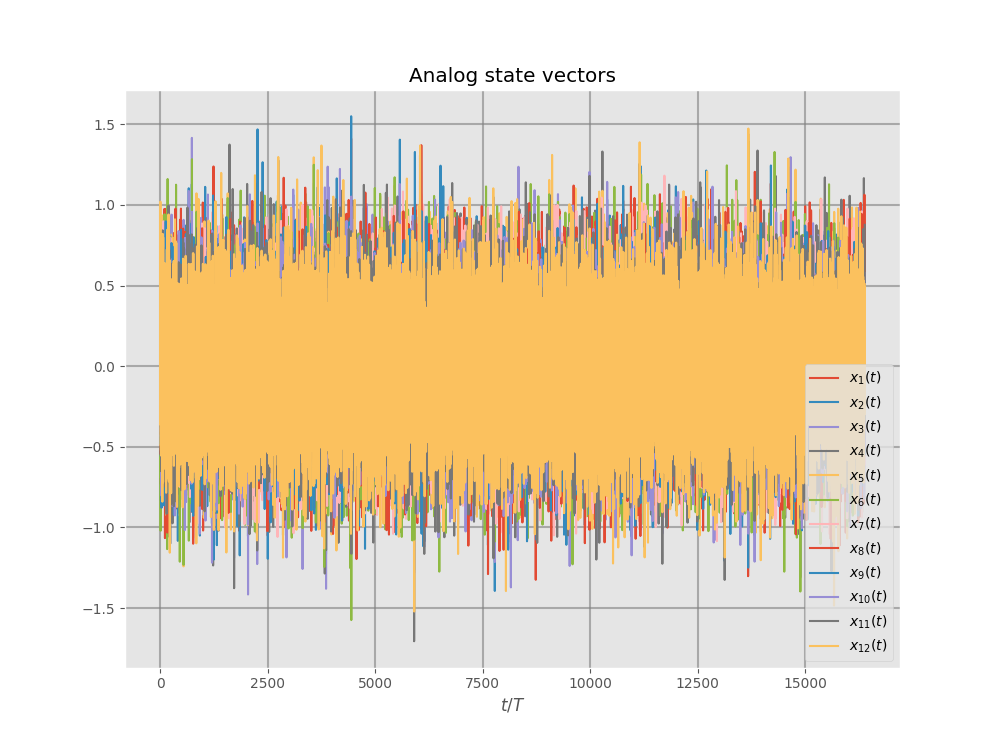 Analog state vectors
1.5
1.0
0.5
0.0
−0.5
−1.0
−1.5
0 2500 5000 7500 10000 12500 15000
t/T
x₁(t)
x₂(t)
x₃(t)
x₄(t)
x₅(t)
x₆(t)
x₇(t)
x₈(t)
x₉(t)
x₁₀(t)
x₁₁(t)
x₁₂(t)